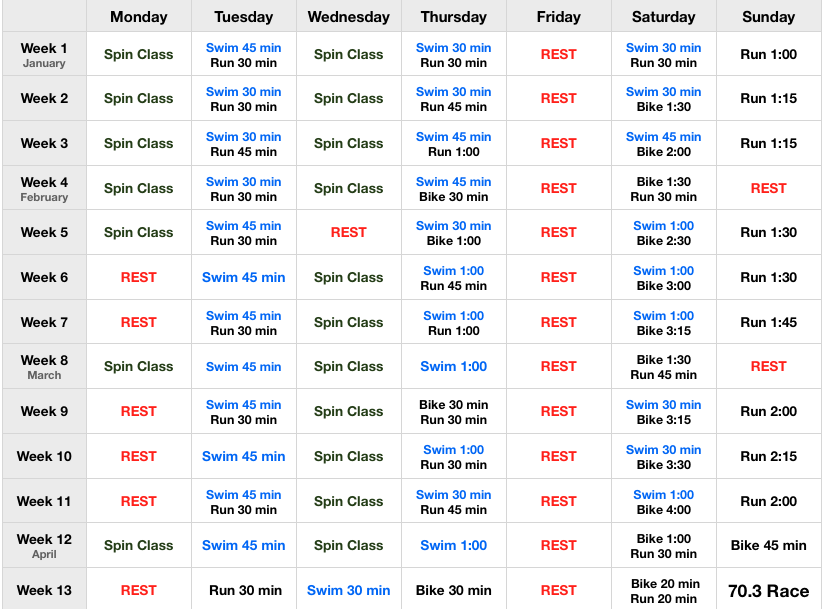 Monday Tuesday Wednesday Thursday Friday Saturday Sunday
Week 1 Spin Class Swim 45 min Spin Class Swim 30 min REST Swim 30 min Run 1:00
January Run 30 min Run 30 min Run 30 min
Week 2 Spin Class Swim 30 min Spin Class Swim 30 min REST Swim 30 min Run 1:15
Run 30 min Run 45 min Bike 1:30
Week 3 Spin Class Swim 30 min Spin Class Swim 45 min REST Swim 45 min Run 1:15
Run 45 min Run 1:00 Bike 2:00
Week 4 Spin Class Swim 30 min Spin Class Swim 45 min REST Bike 1:30 REST
February Run 30 min Bike 30 min Run 30 min
Week 5 Spin Class Swim 45 min REST Swim 30 min REST Swim 1:00 Run 1:30
Run 30 min Bike 1:00 Bike 2:30
Week 6 REST Swim 45 min Spin Class Swim 1:00 REST Swim 1:00 Run 1:30
Run 45 min Bike 3:00
Week 7 REST Swim 45 min Spin Class Swim 1:00 REST Swim 1:00 Run 1:45
Run 30 min Run 1:00 Bike 3:15
Week 8 Spin Class Swim 45 min Spin Class Swim 1:00 REST Bike 1:30 REST
March Run 45 min
Week 9 REST Swim 45 min Spin Class Bike 30 min REST Swim 30 min Run 2:00
Run 30 min Run 30 min Bike 3:15
Week 10 REST Swim 45 min Spin Class Swim 1:00 REST Swim 30 min Run 2:15
Run 30 min Bike 3:30
Week 11 REST Swim 45 min Spin Class Swim 30 min REST Swim 1:00 Run 2:00
Run 30 min Run 45 min Bike 4:00
Week 12 Spin Class Swim 45 min Spin Class Swim 1:00 REST Bike 1:00 Bike 45 min
April Run 30 min
Week 13 REST Run 30 min Swim 30 min Bike 30 min REST Bike 20 min 70.3 Race
Run 20 min